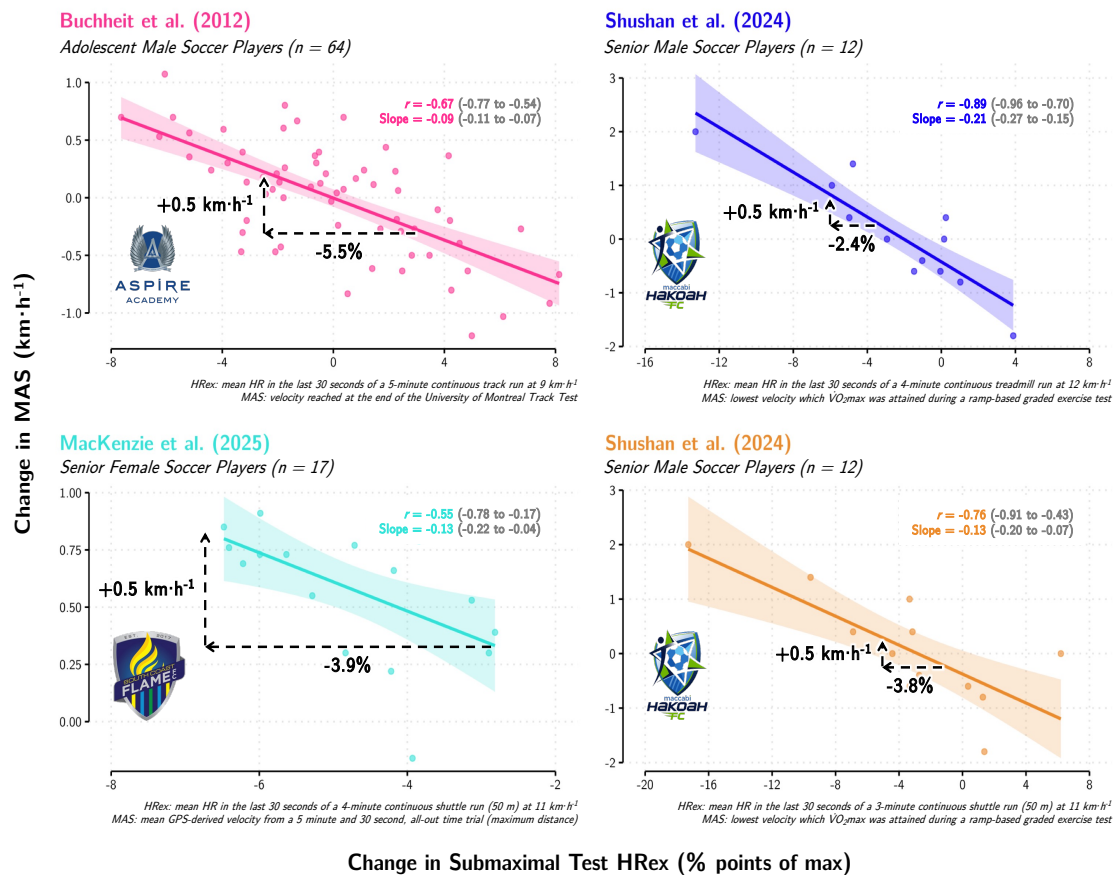 Buchheit et al. (2012)
Adolescent Male Soccer Players (n = 64)
1.0
0.5
0.0
-0.5
-1.0
r = -0.67 (-0.77 to -0.54)
Slope = -0.09 (-0.11 to -0.07)
+0.5 km·h-1
-5.5%
ASPIRE
ACADEMY
-8
-4
0
4
8
HRex: mean HR in the last 30 seconds of a 5-minute continuous track run at 9 km·h-1
MAS: velocity reached at the end of the University of Montreal Track Test
Shushan et al. (2024)
Senior Male Soccer Players (n = 12)
3
2
1
0
-1
-2
r = -0.89 (-0.96 to -0.70)
Slope = -0.21 (-0.27 to -0.15)
+0.5 km·h-1
-2.4%
maccabi
HAKOAH
FC
-16
-12
-8
-4
0
4
8
HRex: mean HR in the last 30 seconds of a 4-minute continuous treadmill run at 12 km·h-1
MAS: lowest velocity which V̇O2max was attained during a ramp-based graded exercise test
Change in MAS (km·h-1)
MacKenzie et al. (2025)
Senior Female Soccer Players (n = 17)
1.00
0.75
0.50
0.25
0.00
r = -0.55 (-0.78 to -0.17)
Slope = -0.13 (-0.22 to -0.04)
+0.5 km·h-1
-3.9%
EST 2017
SOUTH COAST
FLAME
FC
-8
-6
-4
-2
HRex: mean HR in the last 30 seconds of a 4-minute continuous shuttle run (50 m) at 11 km·h-1
MAS: mean GPS-derived velocity from a 5 minute and 30 second, all-out time trial (maximum distance)
Shushan et al. (2024)
Senior Male Soccer Players (n = 12)
3
2
1
0
-1
-2
r = -0.76 (-0.91 to -0.43)
Slope = -0.13 (-0.20 to -0.07)
+0.5 km·h-1
-3.8%
maccabi
HAKOAH
FC
-20
-16
-12
-8
-4
0
4
8
HRex: mean HR in the last 30 seconds of a 3-minute continuous shuttle run (50 m) at 11 km·h-1
MAS: lowest velocity which V̇O2max was attained during a ramp-based graded exercise test
Change in Submaximal Test HRex (% points of max)